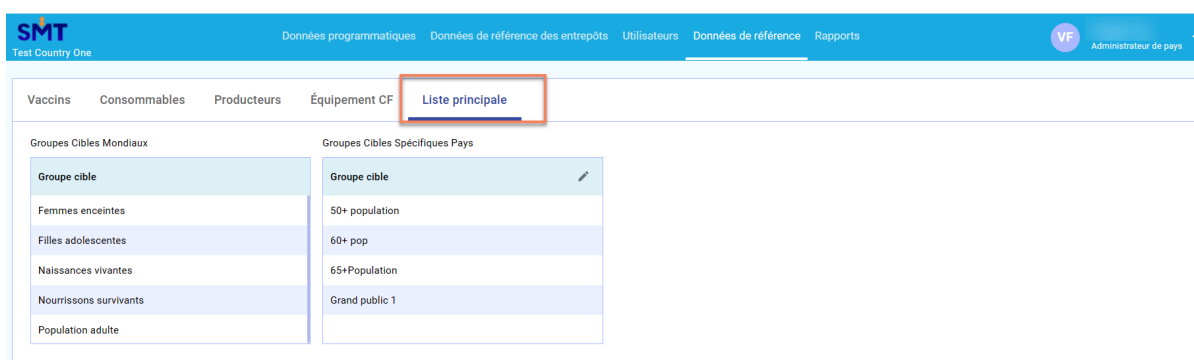 SMT
Test Country One
Données programmatiques Données de référence des entrepôts Utilisateurs Données de référence Rapports
VF
Administrateur de pays
Vaccins Consommables Producteurs Équipement CF Liste principale
Groupes Cibles Mondiaux Groupes Cibles Spécifiques Pays
Groupe cible Groupe cible
Femmes enceintes 50+ population
Filles adolescentes 60+ pop
Naissances vivantes 65+Population
Nourrissons survivants Grand public 1
Population adulte